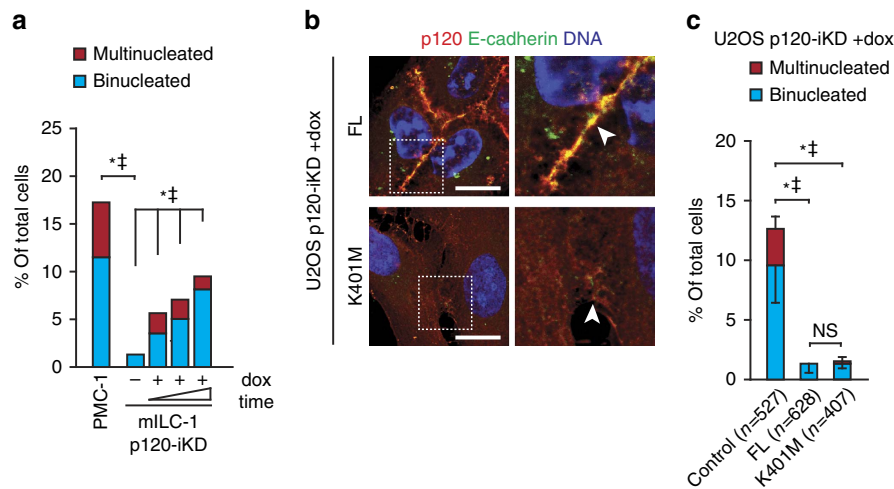 a
Multinucleated
Binucleated
% Of total cells
25
20
15
10
5
0
*‡
*‡
PMC-1
– + + + dox
time
mILC-1
p120-iKD
b
p120 E-cadherin DNA
U2OS p120-iKD +dox
FL
K401M
c
U2OS p120-iKD +dox
Multinucleated
Binucleated
% Of total cells
20
15
10
5
0
*‡
*‡
NS
Control (n=527)
FL (n=628)
K401M (n=407)